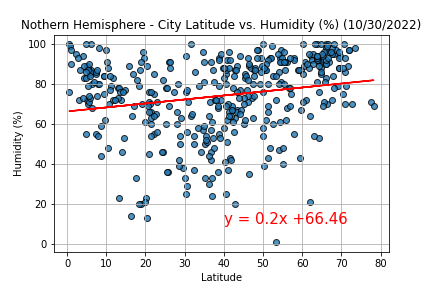 Nothern Hemisphere - City Latitude vs. Humidity (%) (10/30/2022)
100
80
60
40
20
0
Humidity (%)
y = 0.2x +66.46
0 10 20 30 40 50 60 70 80
Latitude